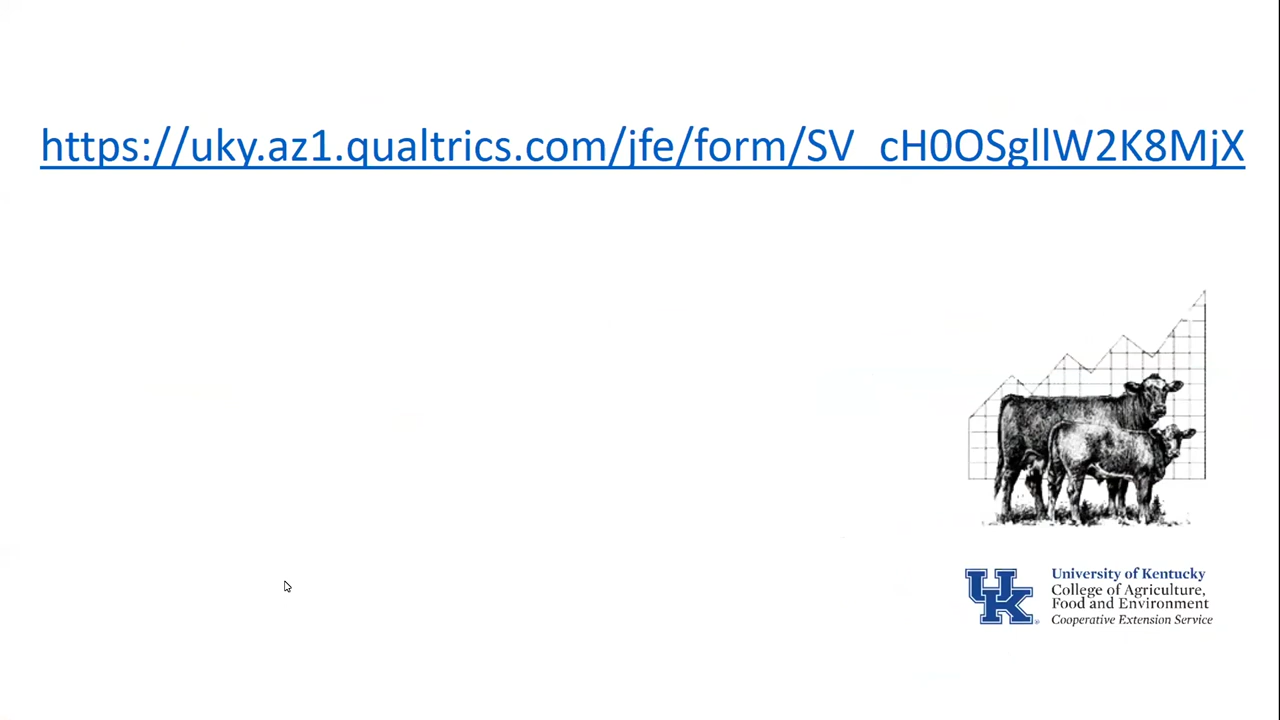 https://uky.az1.qualtrics.com/jfe/form/SV_cH0OSgllW2K8MjX
UK
University of Kentucky
College of Agriculture,
Food and Environment
Cooperative Extension Service